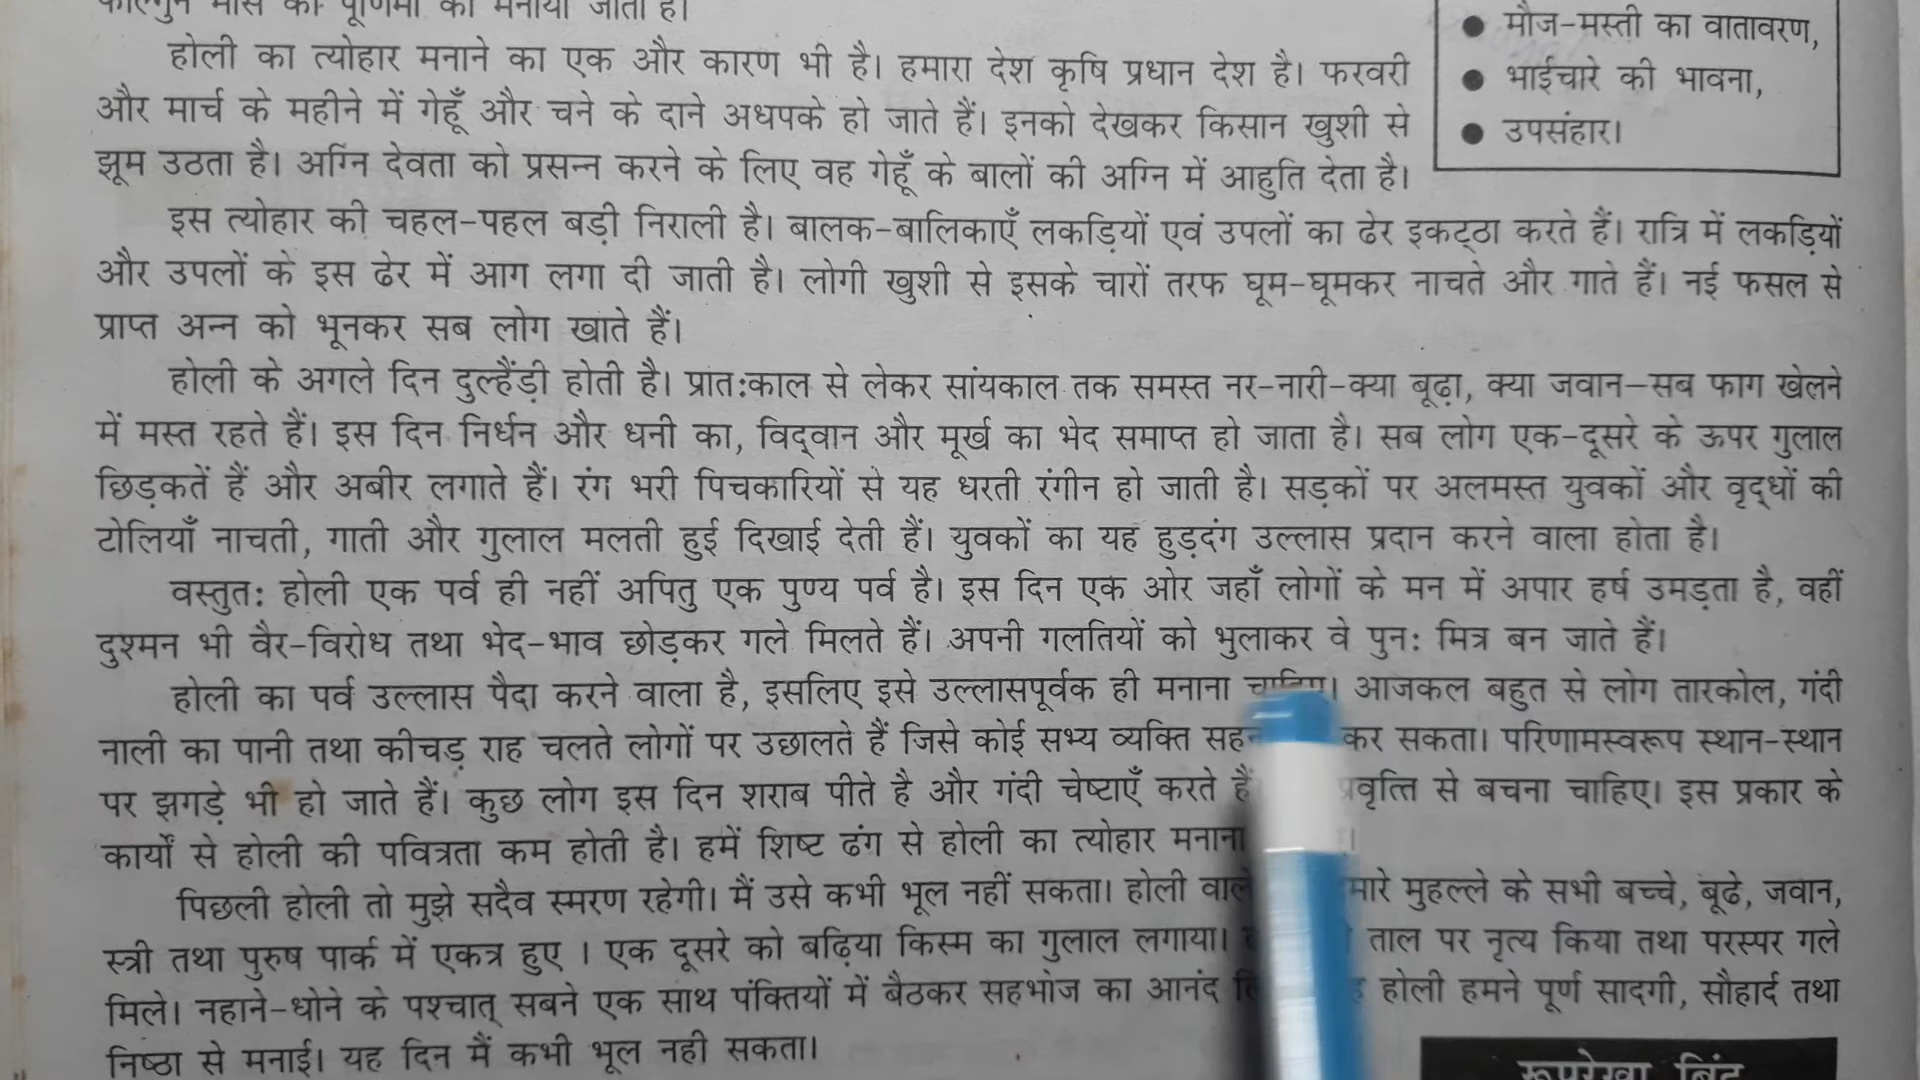 मौज-मस्ती का वातावरण,
होली का त्योहार मनाने का एक और कारण भी है। हमारा देश कृषि प्रधान देश है। फरवरी
भाईचारे की भावना,
और मार्च के महीने में गेहूँ और चने के दाने अधपके हो जाते हैं। इनको देखकर किसान खुशी से
उपसंहार।
झूम उठता है। अग्नि देवता को प्रसन्न करने के लिए वह गेहूँ के बालों की अग्नि में आहुति देता है।
इस त्योहार की चहल-पहल बड़ी निराली है। बालक-बालिकाएँ लकड़ियों एवं उपलों का ढेर इकट्ठा करते हैं। रात्रि में लकड़ियों
और उपलों के इस ढेर में आग लगा दी जाती है। लोगी खुशी से इसके चारों तरफ घूम-घूमकर नाचते और गाते हैं। नई फसल से
प्राप्त अन्न को भूनकर सब लोग खाते हैं।
होली के अगले दिन दुल्हैंड़ी होती है। प्रातःकाल से लेकर सांयकाल तक समस्त नर-नारी-क्या बूढ़ा, क्या जवान–सब फाग खेलने
में मस्त रहते हैं। इस दिन निर्धन और धनी का, विद्वान और मूर्ख का भेद समाप्त हो जाता है। सब लोग एक-दूसरे के ऊपर गुलाल
छिड़कतें हैं और अबीर लगाते हैं। रंग भरी पिचकारियों से यह धरती रंगीन हो जाती है। सड़कों पर अलमस्त युवकों और वृद्धों की
टोलियाँ नाचती, गाती और गुलाल मलती हुई दिखाई देती हैं। युवकों का यह हुड़दंग उल्लास प्रदान करने वाला होता है।
वस्तुतः होली एक पर्व ही नहीं अपितु एक पुण्य पर्व है। इस दिन एक ओर जहाँ लोगों के मन में अपार हर्ष उमड़ता है, वहीं
दुश्मन भी वैर-विरोध तथा भेद-भाव छोड़कर गले मिलते हैं। अपनी गलतियों को भुलाकर वे पुनः मित्र बन जाते हैं।
होली का पर्व उल्लास पैदा करने वाला है, इसलिए इसे उल्लासपूर्वक ही मनाना चाहिए। आजकल बहुत से लोग तारकोल, गंदी
नाली का पानी तथा कीचड़ राह चलते लोगों पर उछालते हैं जिसे कोई सभ्य व्यक्ति सहन कर सकता। परिणामस्वरूप स्थान-स्थान
पर झगड़े भी हो जाते हैं। कुछ लोग इस दिन शराब पीते है और गंदी चेष्टाएँ करते हैं प्रवृत्ति से बचना चाहिए। इस प्रकार के
कार्यों से होली की पवित्रता कम होती है। हमें शिष्ट ढंग से होली का त्योहार मनाना
पिछली होली तो मुझे सदैव स्मरण रहेगी। मैं उसे कभी भूल नहीं सकता। होली वाले मुहल्ले के सभी बच्चे, बूढे, जवान,
स्त्री तथा पुरुष पार्क में एकत्र हुए । एक दूसरे को बढ़िया किस्म का गुलाल लगाया। ताल पर नृत्य किया तथा परस्पर गले
मिले। नहाने-धोने के पश्चात् सबने एक साथ पंक्तियों में बैठकर सहभोज का आनंद होली हमने पूर्ण सादगी, सौहार्द तथा
निष्ठा से मनाई। यह दिन मैं कभी भूल नही सकता।